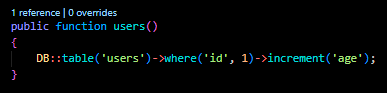 1 reference | 0 overrides
public function users()
{
    DB::table('users')->where('id', 1)->increment('age');
}